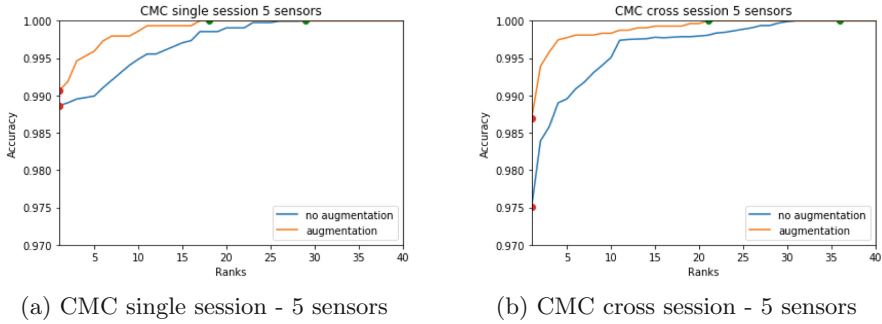 CMC single session 5 sensors
1.000
0.995
0.990
0.985
0.980
0.975
0.970
Accuracy
5 10 15 20 25 30 35 40
Ranks
no augmentation
augmentation
(a) CMC single session - 5 sensors
CMC cross session 5 sensors
1.000
0.995
0.990
0.985
0.980
0.975
0.970
Accuracy
5 10 15 20 25 30 35 40
Ranks
no augmentation
augmentation
(b) CMC cross session - 5 sensors